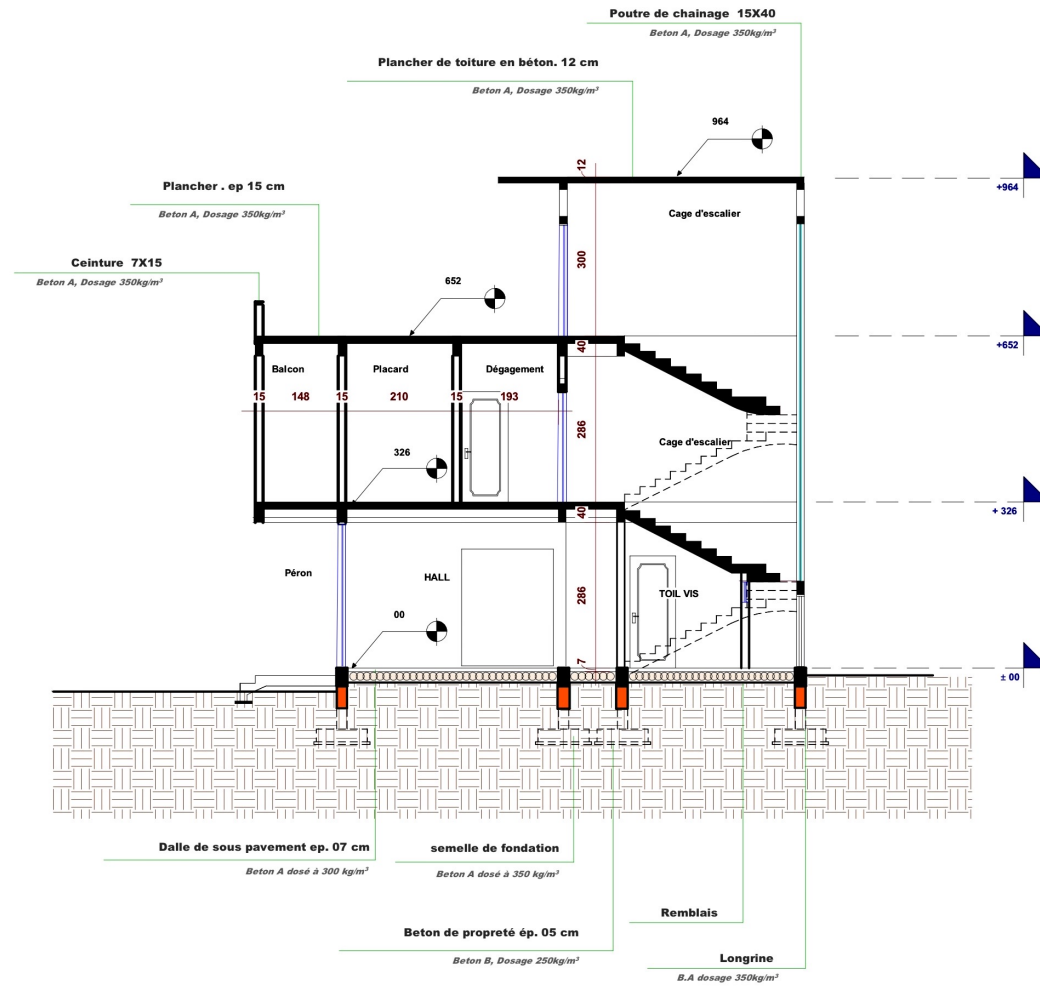 Poutre de chainage 15X40
Beton A, Dosage 350kg/m³
Plancher de toiture en béton. 12 cm
Beton A, Dosage 350kg/m³
964
12
Plancher . ep 15 cm
Beton A, Dosage 350kg/m³
+964
Cage d'escalier
Ceinture 7X15
Beton A, Dosage 350kg/m³
300
652
+652
40
Balcon
Placard
Dégagement
15 148 15 210 15 193
286
Cage d'escalier
326
+ 326
40
Péron
HALL
286
TOIL VIS
00
7
± 00
Dalle de sous pavement ep. 07 cm
Beton A dosé à 300 kg/m³
semelle de fondation
Beton A dosé à 350 kg/m³
Remblais
Beton de propreté ép. 05 cm
Beton B, Dosage 250kg/m³
Longrine
B.A dosage 350kg/m³